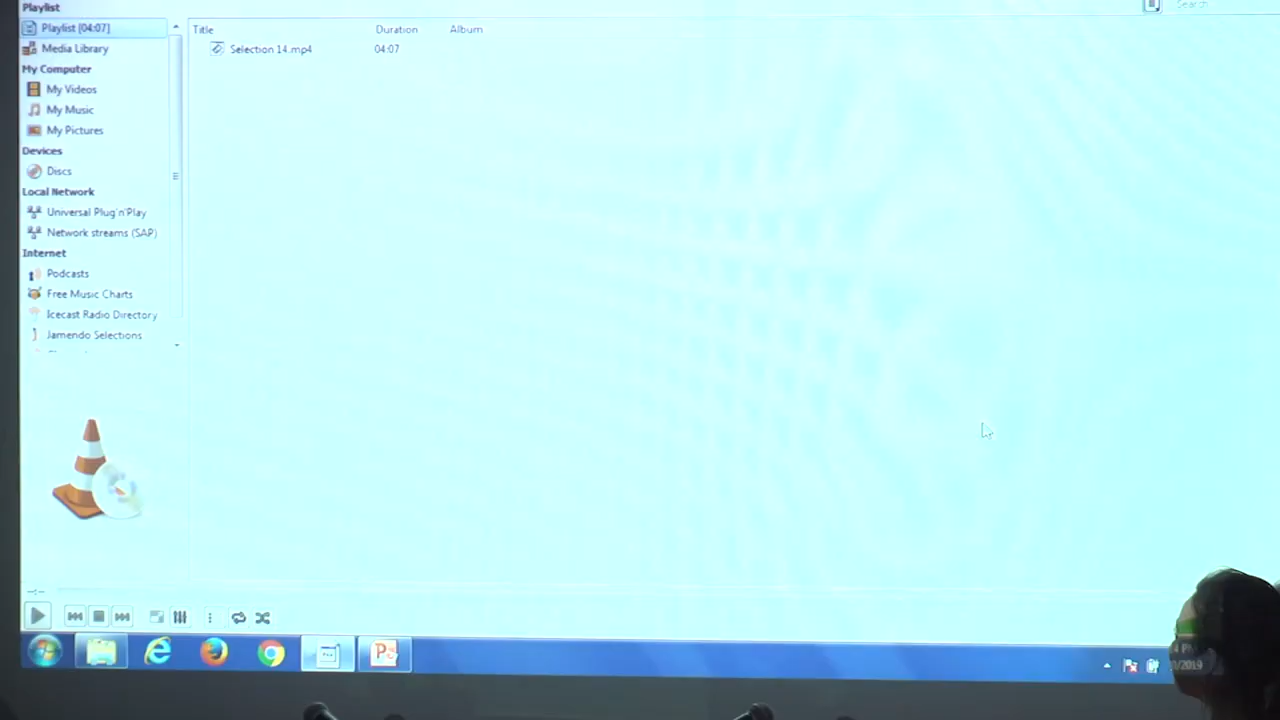 Playlist
Search
Playlist [04:07]
Title Duration Album
Media Library
Selection 14.mp4 04:07
My Computer
My Videos
My Music
My Pictures
Devices
Discs
Local Network
Universal Plug'n'Play
Network streams (SAP)
Internet
Podcasts
Free Music Charts
Icecast Radio Directory
Jamendo Selections
/2019